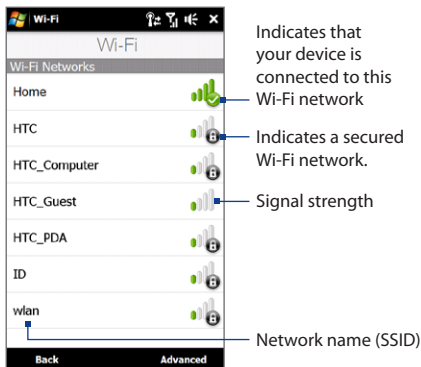 Wi-Fi
Wi-Fi
Wi-Fi Networks
Home
HTC
HTC_Computer
HTC_Guest
HTC_PDA
ID
wlan
Back Advanced
Indicates that
your device is
connected to this
Wi-Fi network
Indicates a secured
Wi-Fi network.
Signal strength
Network name (SSID)